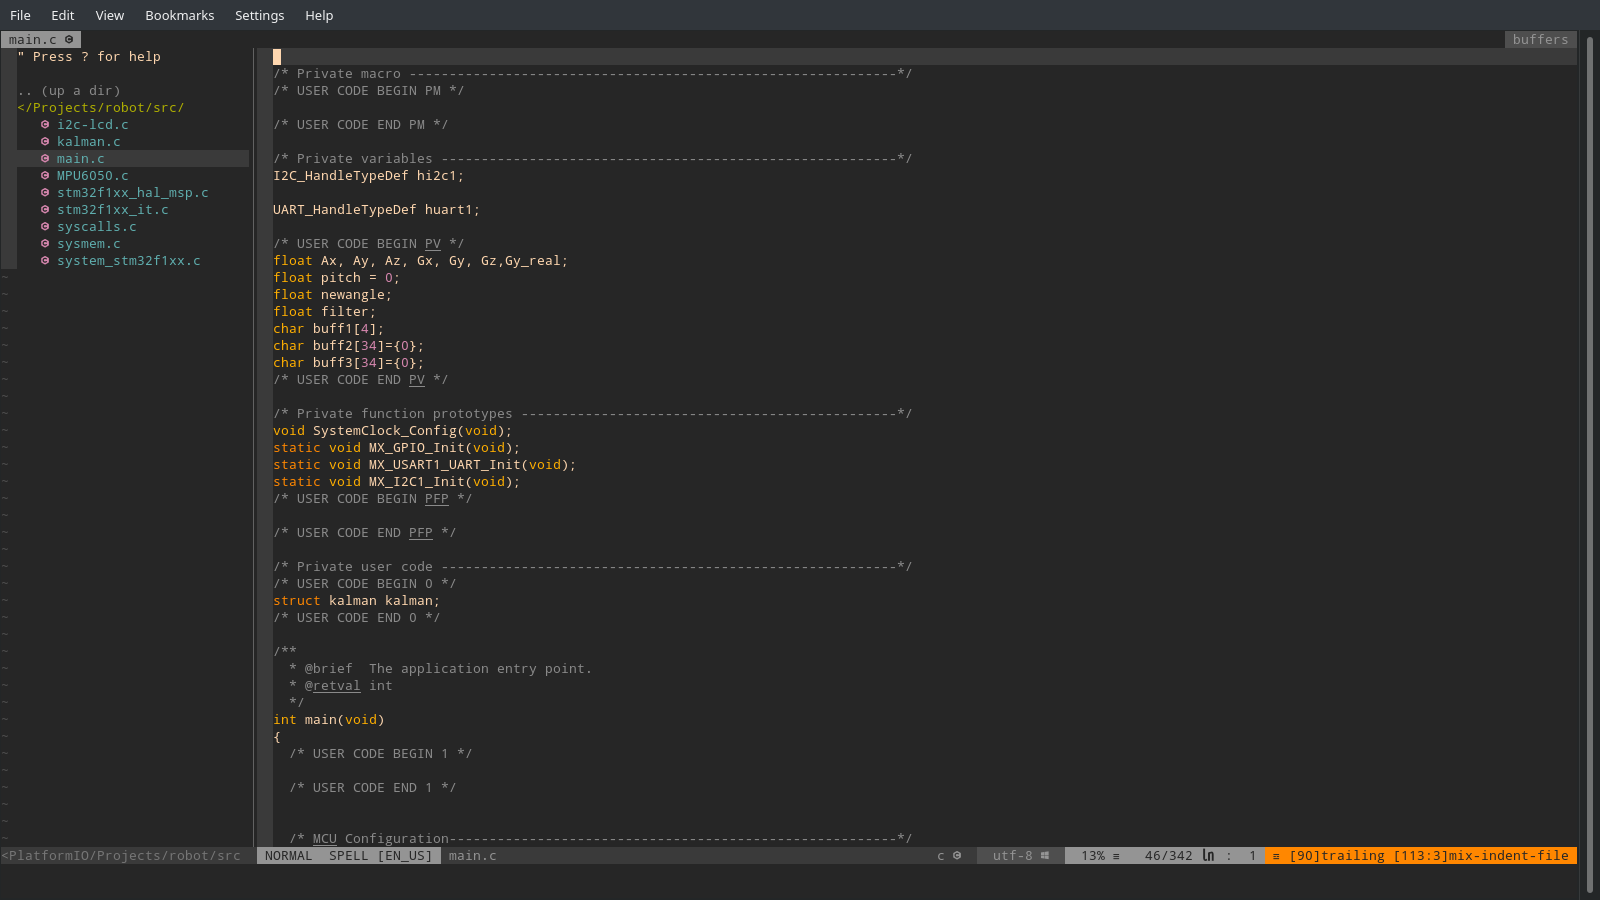 File Edit View Bookmarks Settings Help
main.c buffers
" Press ? for help
.. (up a dir)
</Projects/robot/src/
i2c-lcd.c
kalman.c
main.c
MPU6050.c
stm32f1xx_hal_msp.c
stm32f1xx_it.c
syscalls.c
sysmem.c
system_stm32f1xx.c
/* Private macro -------------------------------------------------------------*/
/* USER CODE BEGIN PM */
/* USER CODE END PM */
/* Private variables ---------------------------------------------------------*/
I2C_HandleTypeDef hi2c1;
UART_HandleTypeDef huart1;
/* USER CODE BEGIN PV */
float Ax, Ay, Az, Gx, Gy, Gz,Gy_real;
float pitch = 0;
float newangle;
float filter;
char buff1[4];
char buff2[34]={0};
char buff3[34]={0};
/* USER CODE END PV */
/* Private function prototypes -----------------------------------------------*/
void SystemClock_Config(void);
static void MX_GPIO_Init(void);
static void MX_USART1_UART_Init(void);
static void MX_I2C1_Init(void);
/* USER CODE BEGIN PFP */
/* USER CODE END PFP */
/* Private user code ---------------------------------------------------------*/
/* USER CODE BEGIN 0 */
struct kalman kalman;
/* USER CODE END 0 */
/**
  * @brief  The application entry point.
  * @retval int
  */
int main(void)
{
  /* USER CODE BEGIN 1 */
  /* USER CODE END 1 */
  /* MCU Configuration--------------------------------------------------------*/
<PlatformIO/Projects/robot/src NORMAL SPELL [EN_US] main.c c utf-8 13% ≡ 46/342 ln : 1 ≡ [90]trailing [113:3]mix-indent-file